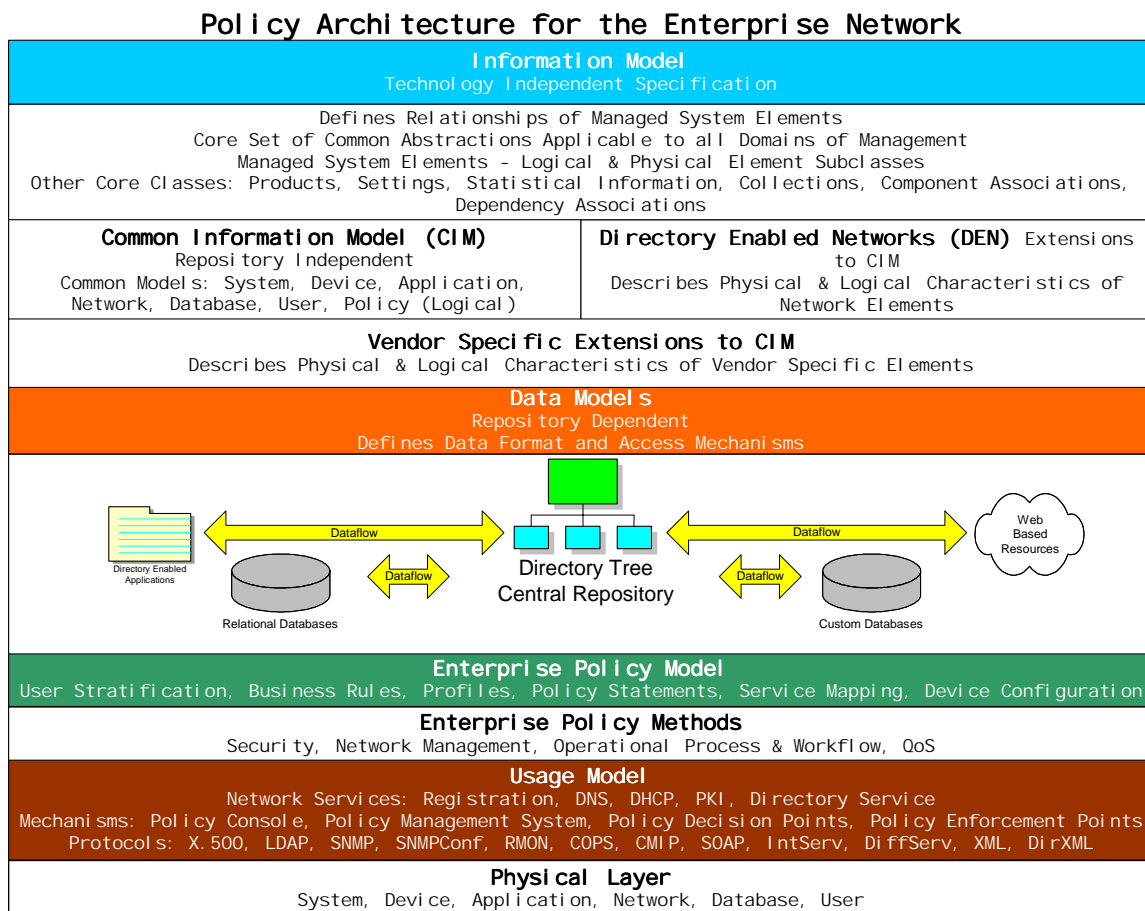 Policy Architecture for the Enterprise Network
Information Model
Technology Independent Specification
Defines Relationships of Managed System Elements
Core Set of Common Abstractions Applicable to all Domains of Management
Managed System Elements - Logical & Physical Element Subclasses
Other Core Classes: Products, Settings, Statistical Information, Collections, Component Associations,
Dependency Associations
Common Information Model (CIM)
Repository Independent
Common Models: System, Device, Application,
Network, Database, User, Policy (Logical)
Directory Enabled Networks (DEN) Extensions
to CIM
Describes Physical & Logical Characteristics of
Network Elements
Vendor Specific Extensions to CIM
Describes Physical & Logical Characteristics of Vendor Specific Elements
Data Models
Repository Dependent
Defines Data Format and Access Mechanisms
Directory Enabled
Applications
Dataflow
Relational Databases
Dataflow
Directory Tree
Central Repository
Dataflow
Dataflow
Custom Databases
Web
Based
Resources
Enterprise Policy Model
User Stratification, Business Rules, Profiles, Policy Statements, Service Mapping, Device Configuration
Enterprise Policy Methods
Security, Network Management, Operational Process & Workflow, QoS
Usage Model
Network Services: Registration, DNS, DHCP, PKI, Directory Service
Mechanisms: Policy Console, Policy Management System, Policy Decision Points, Policy Enforcement Points
Protocols: X.500, LDAP, SNMP, SNMPConf, RMON, COPS, CMIP, SOAP, IntServ, DiffServ, XML, DirXML
Physical Layer
System, Device, Application, Network, Database, User